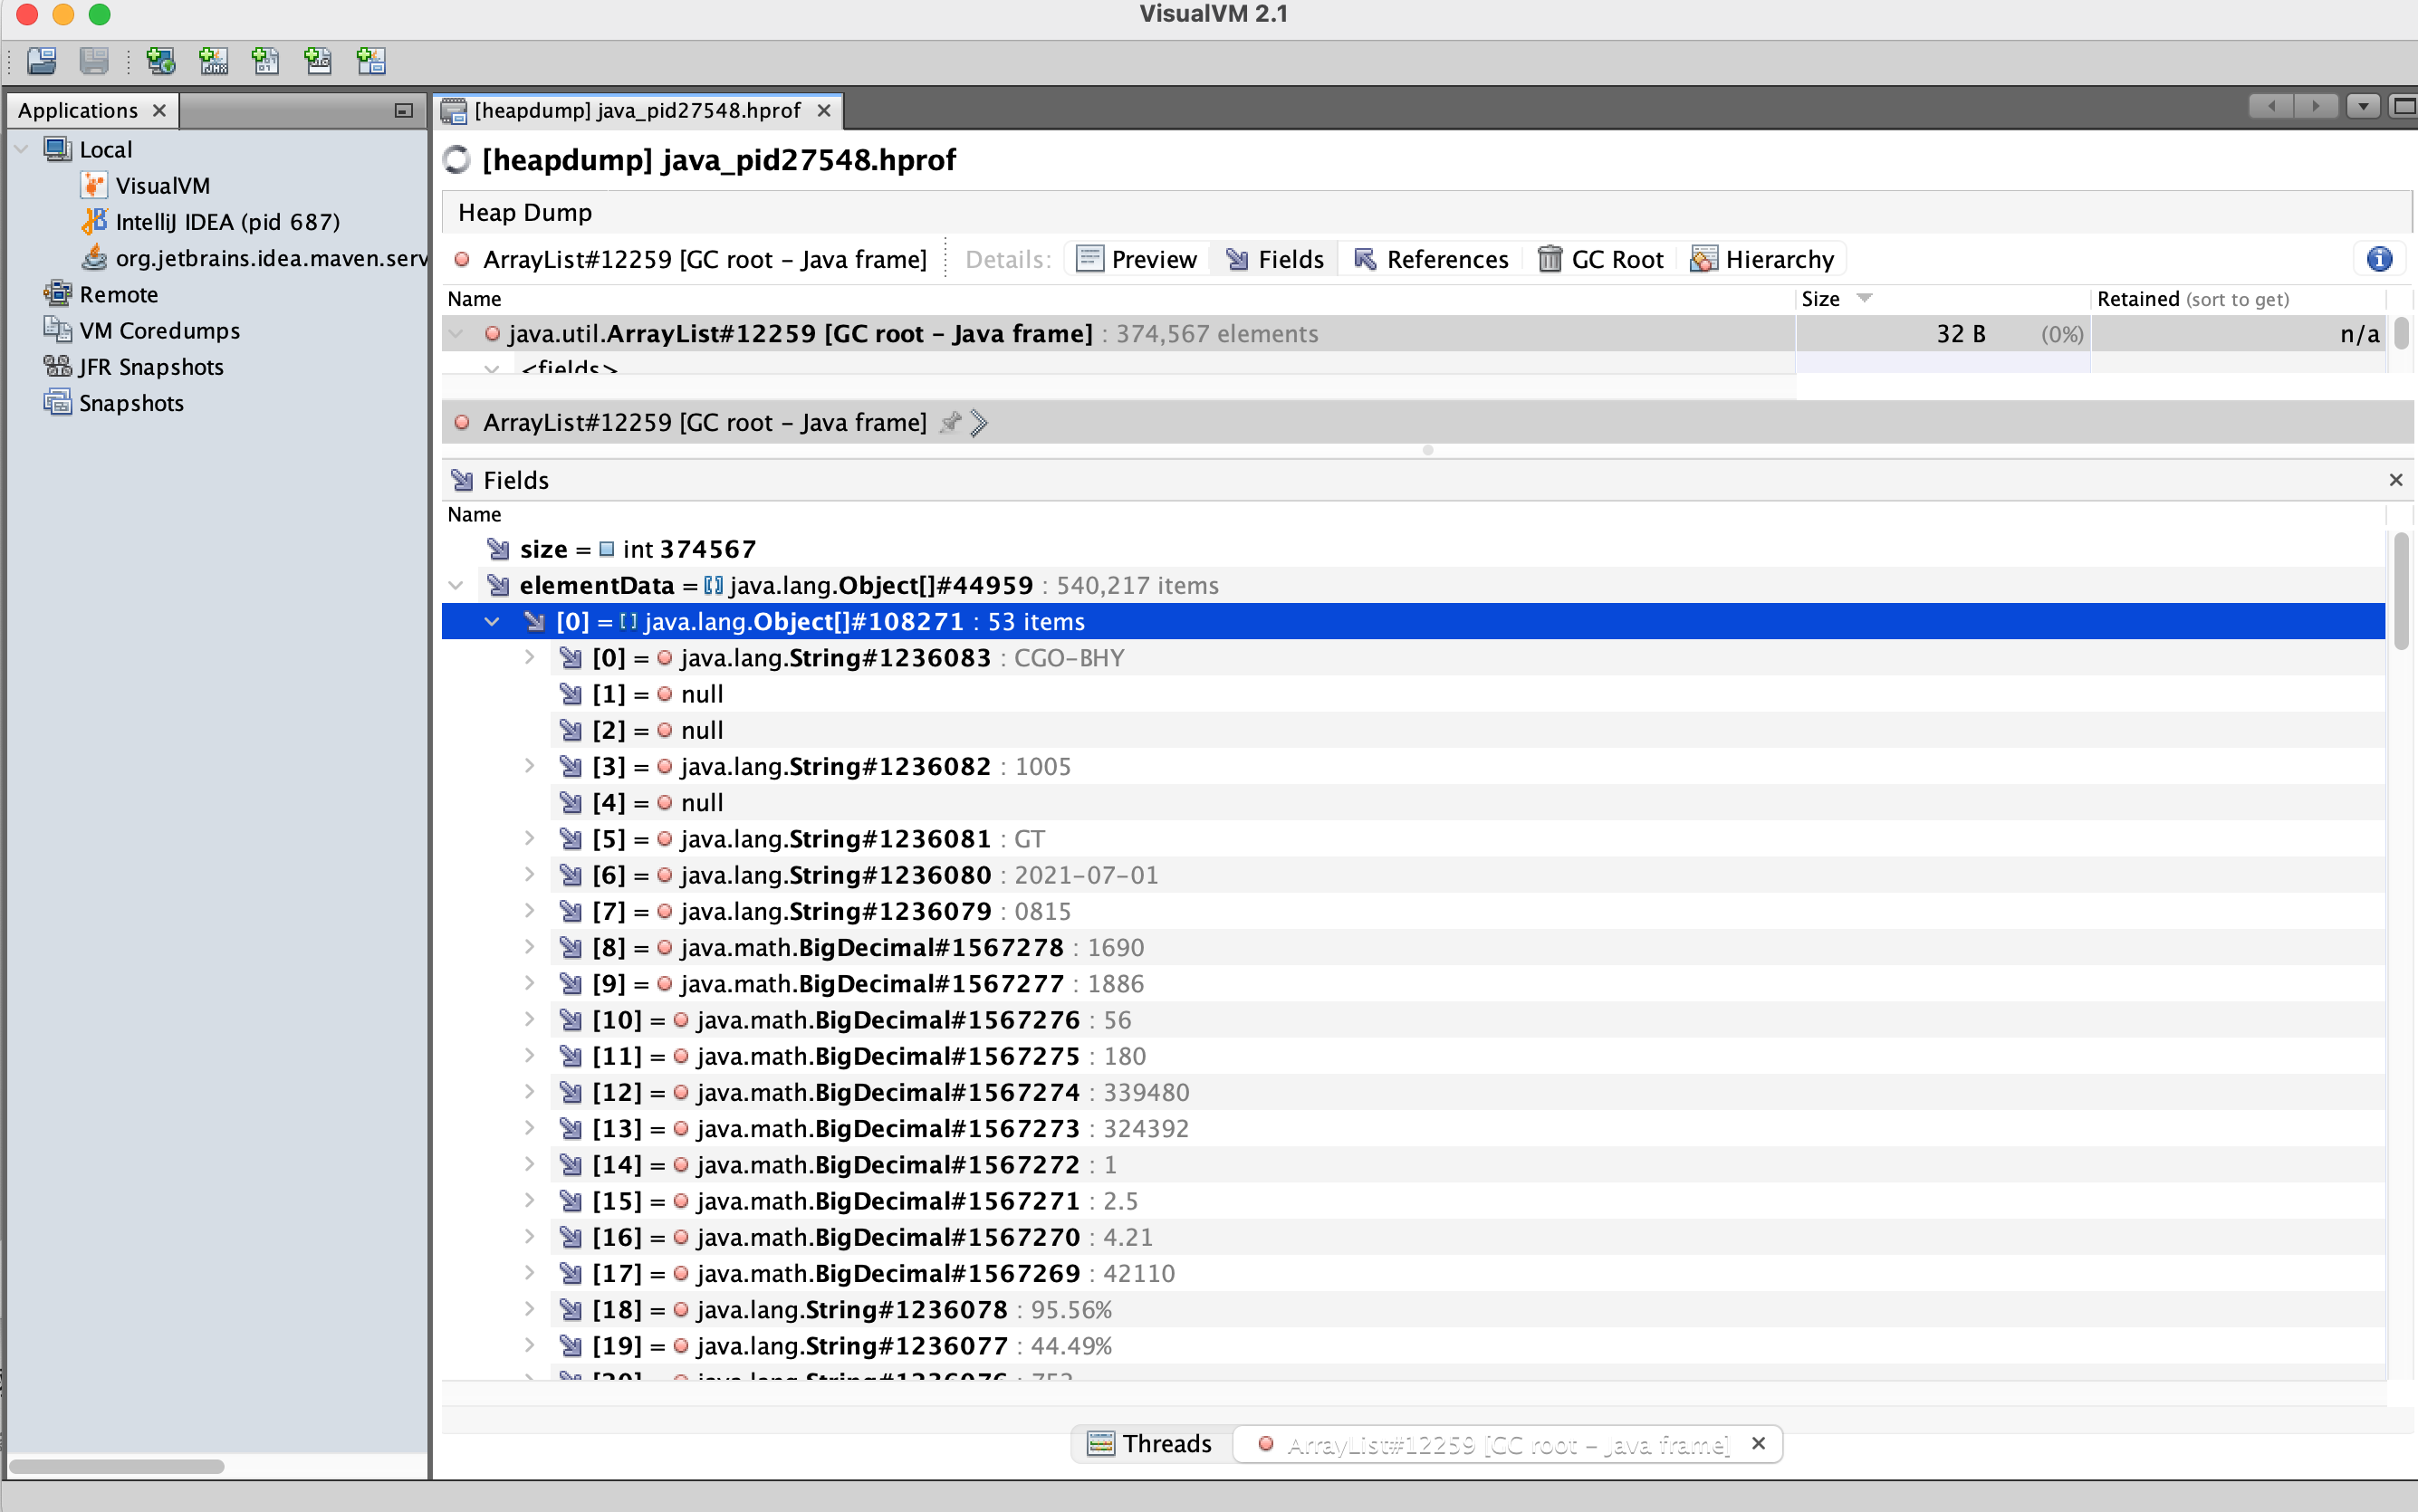 VisualVM 2.1
Applications
[heapdump] java_pid27548.hprof
Local
VisualVM
IntelliJ IDEA (pid 687)
org.jetbrains.idea.maven.serv
Remote
VM Coredumps
JFR Snapshots
Snapshots
[heapdump] java_pid27548.hprof
Heap Dump
ArrayList#12259 [GC root – Java frame] Details: Preview Fields References GC Root Hierarchy
Name Size Retained (sort to get)
java.util.ArrayList#12259 [GC root – Java frame] : 374,567 elements 32 B (0%) n/a
<fields>
ArrayList#12259 [GC root – Java frame]
Fields
Name
size = int 374567
elementData = java.lang.Object[]#44959 : 540,217 items
[0] = java.lang.Object[]#108271 : 53 items
[0] = java.lang.String#1236083 : CGO-BHY
[1] = null
[2] = null
[3] = java.lang.String#1236082 : 1005
[4] = null
[5] = java.lang.String#1236081 : GT
[6] = java.lang.String#1236080 : 2021-07-01
[7] = java.lang.String#1236079 : 0815
[8] = java.math.BigDecimal#1567278 : 1690
[9] = java.math.BigDecimal#1567277 : 1886
[10] = java.math.BigDecimal#1567276 : 56
[11] = java.math.BigDecimal#1567275 : 180
[12] = java.math.BigDecimal#1567274 : 339480
[13] = java.math.BigDecimal#1567273 : 324392
[14] = java.math.BigDecimal#1567272 : 1
[15] = java.math.BigDecimal#1567271 : 2.5
[16] = java.math.BigDecimal#1567270 : 4.21
[17] = java.math.BigDecimal#1567269 : 42110
[18] = java.lang.String#1236078 : 95.56%
[19] = java.lang.String#1236077 : 44.49%
[20] = java.lang.String#1236076 : 752
Threads ArrayList#12259 [GC root – Java frame]